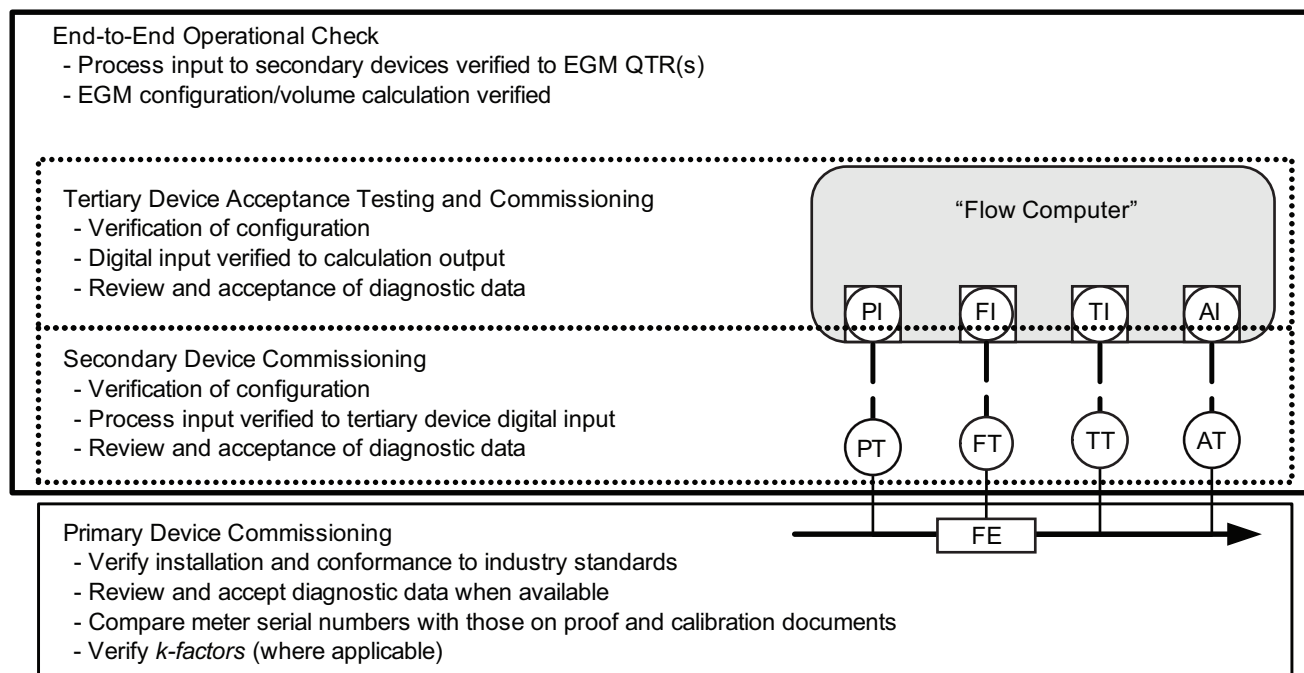 End-to-End Operational Check
- Process input to secondary devices verified to EGM QTR(s)
- EGM configuration/volume calculation verified
Tertiary Device Acceptance Testing and Commissioning
- Verification of configuration
- Digital input verified to calculation output
- Review and acceptance of diagnostic data
“Flow Computer”
PI FI TI AI
Secondary Device Commissioning
- Verification of configuration
- Process input verified to tertiary device digital input
- Review and acceptance of diagnostic data
PT FT TT AT
Primary Device Commissioning
- Verify installation and conformance to industry standards
- Review and accept diagnostic data when available
- Compare meter serial numbers with those on proof and calibration documents
- Verify k-factors (where applicable)
FE